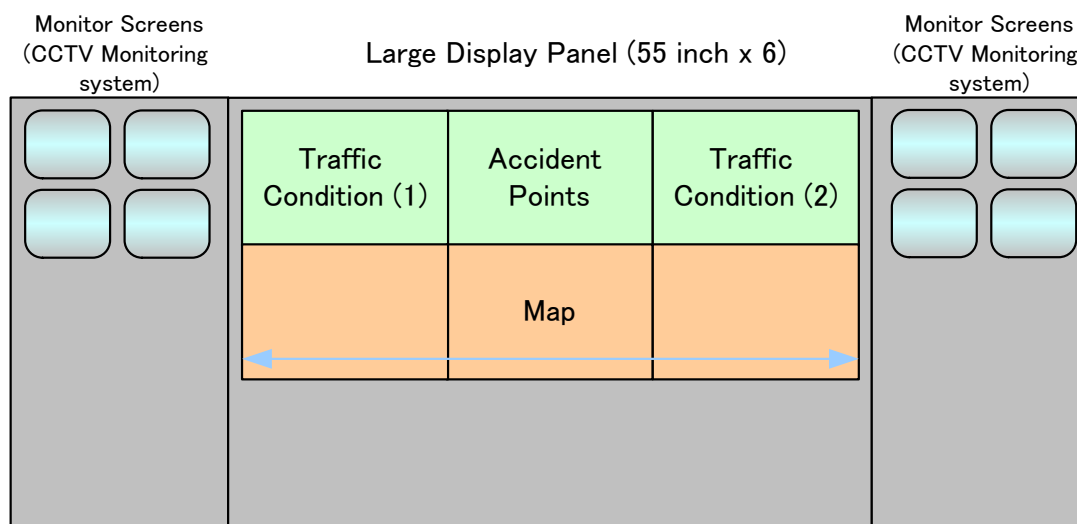 Monitor Screens
(CCTV Monitoring
system)
Large Display Panel (55 inch x 6)
Monitor Screens
(CCTV Monitoring
system)
Traffic
Condition (1)
Accident
Points
Traffic
Condition (2)
Map